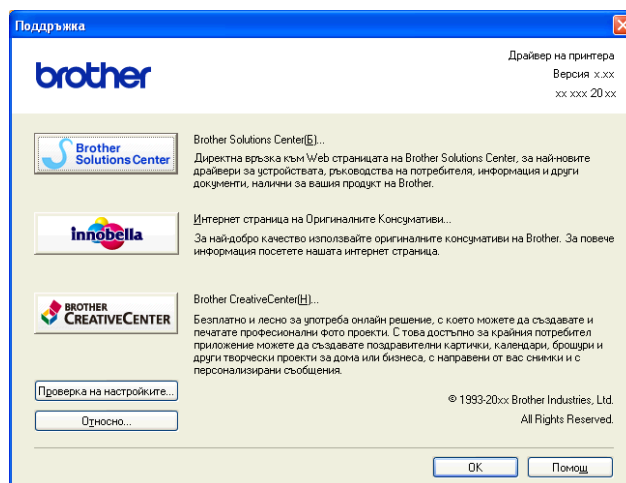 Поддръжка
brother
Драйвер на принтера
Версия x.xx
xx xxx 20xx
Brother
Solutions Center
Brother Solutions Center(Б)...
Директна връзка към Web страницата на Brother Solutions Center, за най-новите
драйвери за устройствата, ръководства на потребителя, информация и други
документи, налични за вашия продукт на Brother.
innobella
Интернет страница на Оригиналните Консумативи...
За най-добро качество използвайте оригиналните консумативи на Brother. За повече
информация посетете нашата интернет страница.
BROTHER
CREATIVECENTER
Brother CreativeCenter(Н)...
Безплатно и лесно за употреба онлайн решение, с което можете да създавате и
печатате професионални фото проекти. С това достъпно за крайния потребител
приложение можете да създавате поздравителни картички, календари, брошури и
други творчески проекти за дома или бизнеса, с направени от вас снимки и с
персонализирани съобщения.
Проверка на настройките...
Относно...
© 1993-20xx Brother Industries, Ltd.
All Rights Reserved.
OK
Помощ